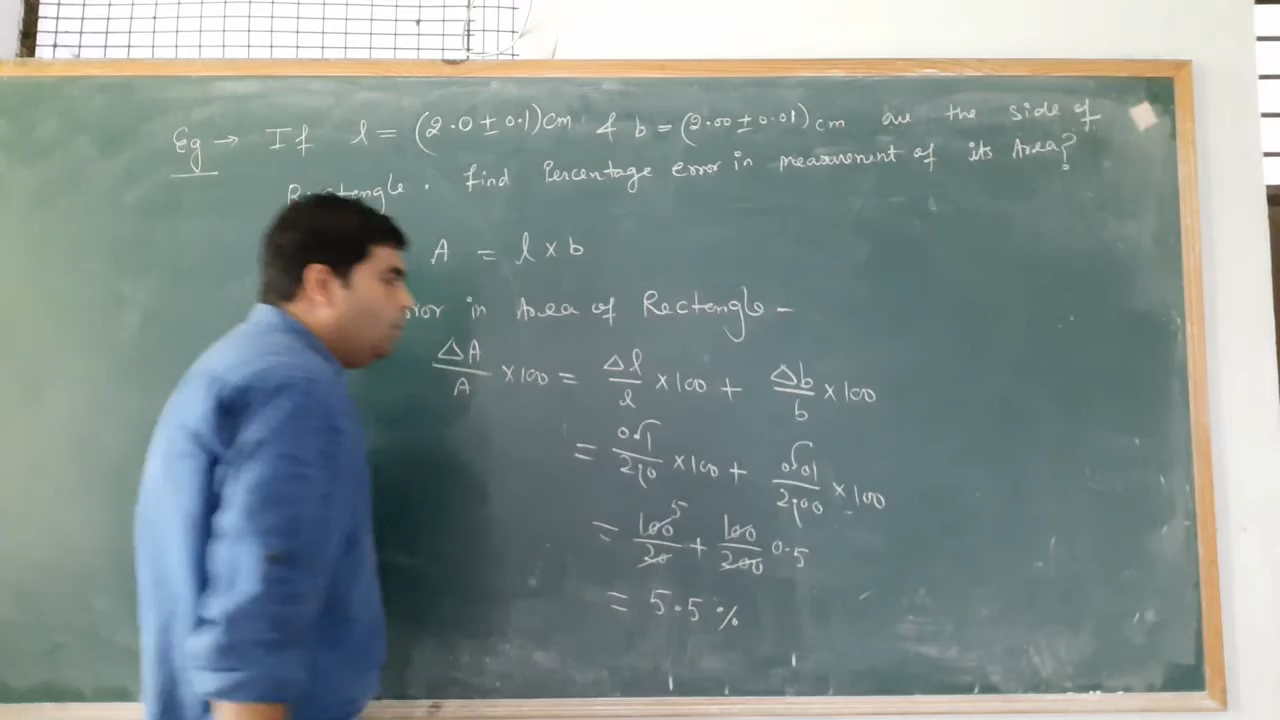 Eg → If l = (2.0 ± 0.1) cm & b = (2.00 ± 0.01) cm are the side of
Rectangle. find Percentage error in measurement of its Area?
A = l × b
in Area of Rectangle -
ΔA/A × 100 = Δl/l × 100 + Δb/b × 100
= 0.1/2.0 × 100 + 0.01/2.00 × 100
= 100/20 5 + 100/200 0.5
= 5.5 %